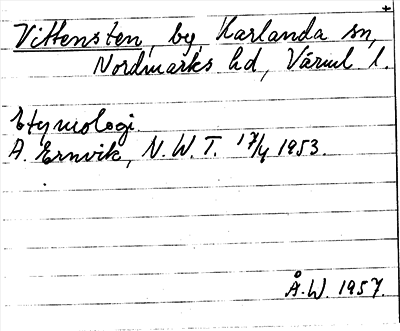 Vittensten, by, Karlanda sn,
Nordmarks hd, Värml l.
Etymologi.
A. Ernvik, N.W.T. 17/4 1953.
Å.W. 1957.